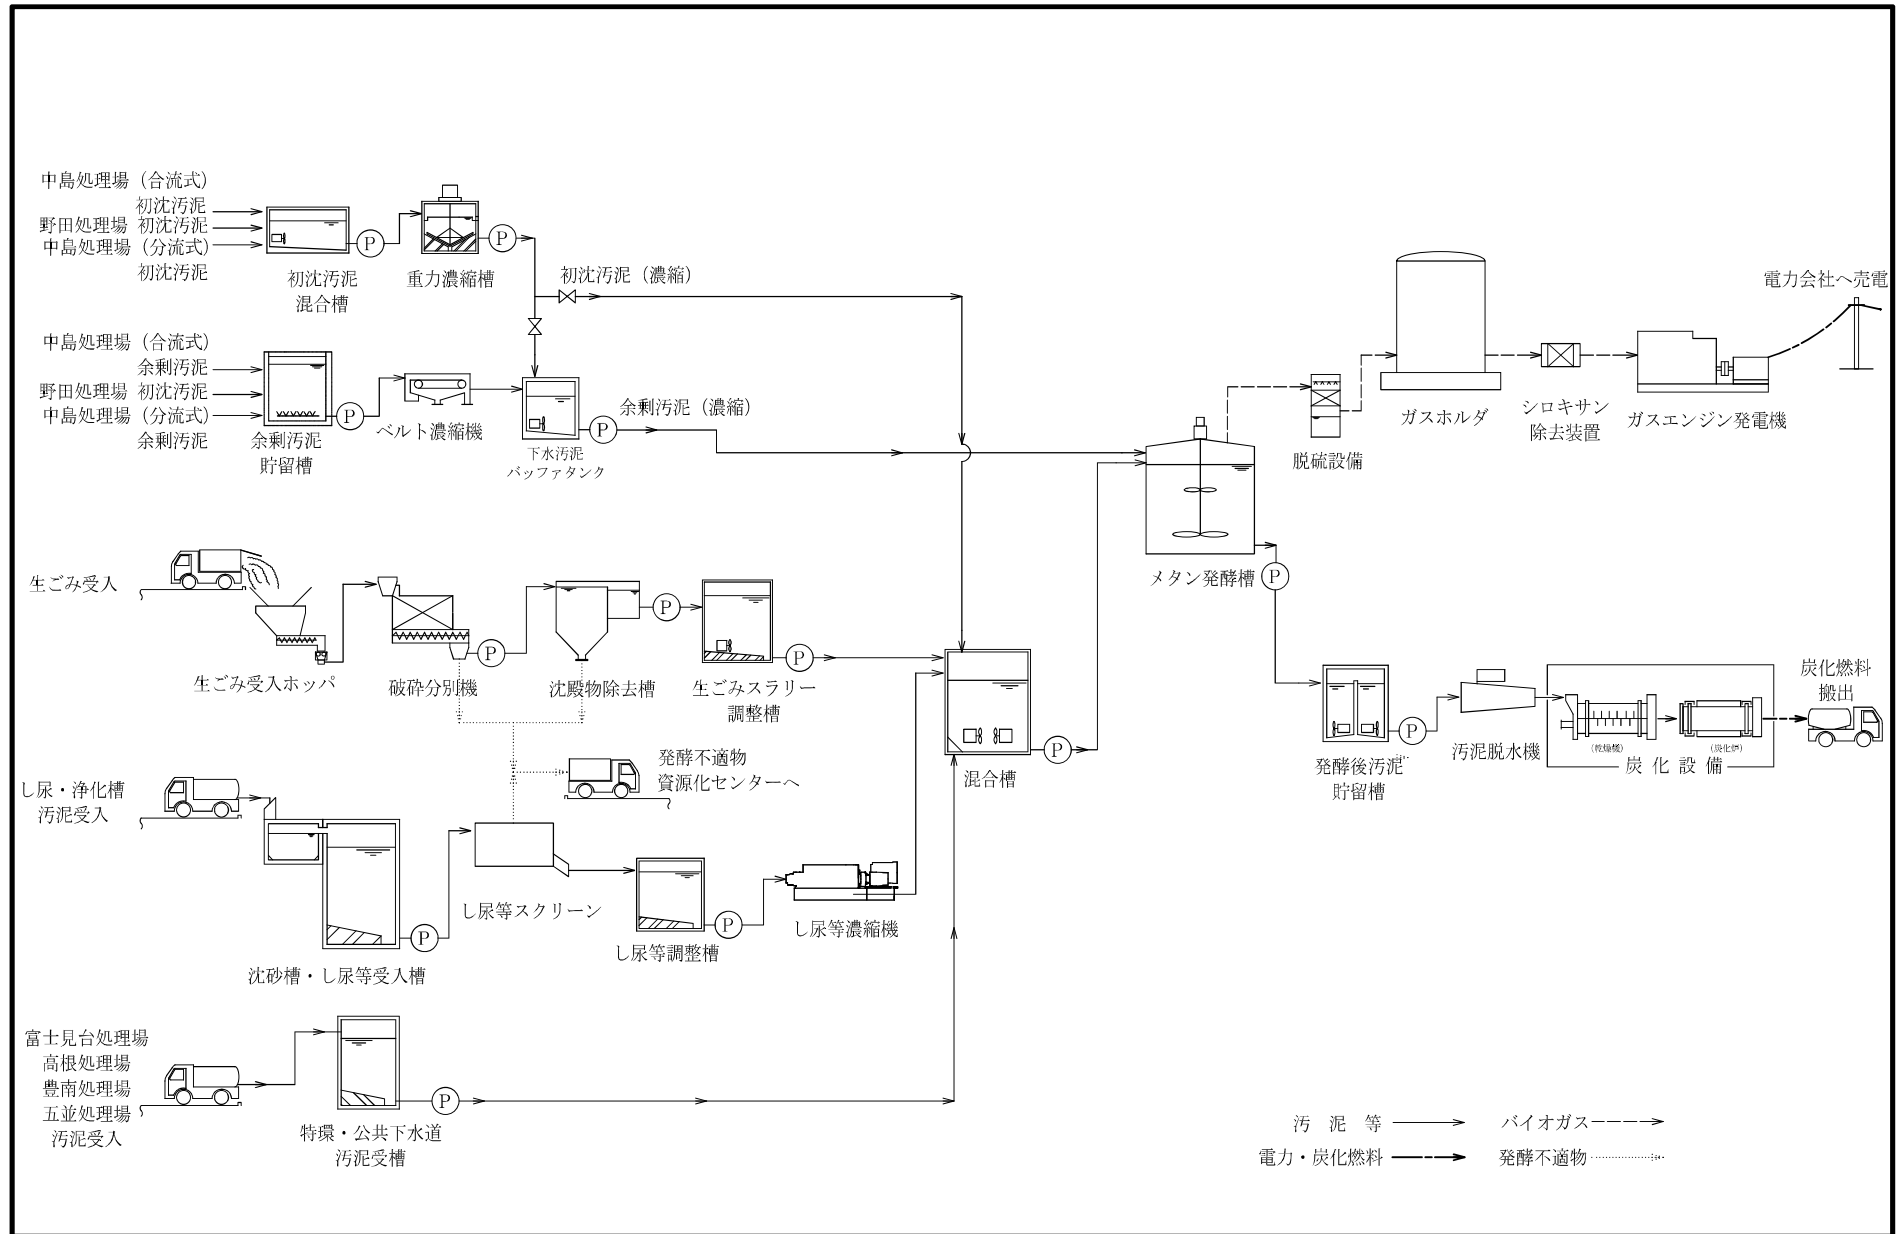 中島処理場（合流式）
初沈汚泥
野田処理場 初沈汚泥
中島処理場（分流式）
初沈汚泥
P
P
初沈汚泥
混合槽
重力濃縮槽
初沈汚泥（濃縮）
中島処理場（合流式）
余剰汚泥
野田処理場 初沈汚泥
中島処理場（分流式）
余剰汚泥
P
余剰汚泥
貯留槽
ベルト濃縮機
P
余剰汚泥（濃縮）
下水汚泥
バッファタンク
生ごみ受入
生ごみ受入ホッパ
P
破砕分別機
沈殿物除去槽
P
生ごみスラリー
調整槽
P
発酵不適物
資源化センターへ
し尿・浄化槽
汚泥受入
沈砂槽・し尿等受入槽
P
し尿等スクリーン
し尿等調整槽
P
し尿等濃縮機
富士見台処理場
高根処理場
豊南処理場
五並処理場
汚泥受入
特環・公共下水道
汚泥受槽
P
混合槽
P
メタン発酵槽
P
脱硫設備
ガスホルダ
シロキサン
除去装置
ガスエンジン発電機
電力会社へ売電
発酵後汚泥
貯留槽
P
汚泥脱水機
(乾燥機)
(炭化炉)
炭化設備
炭化燃料
搬出
汚泥等
バイオガス
電力・炭化燃料
発酵不適物